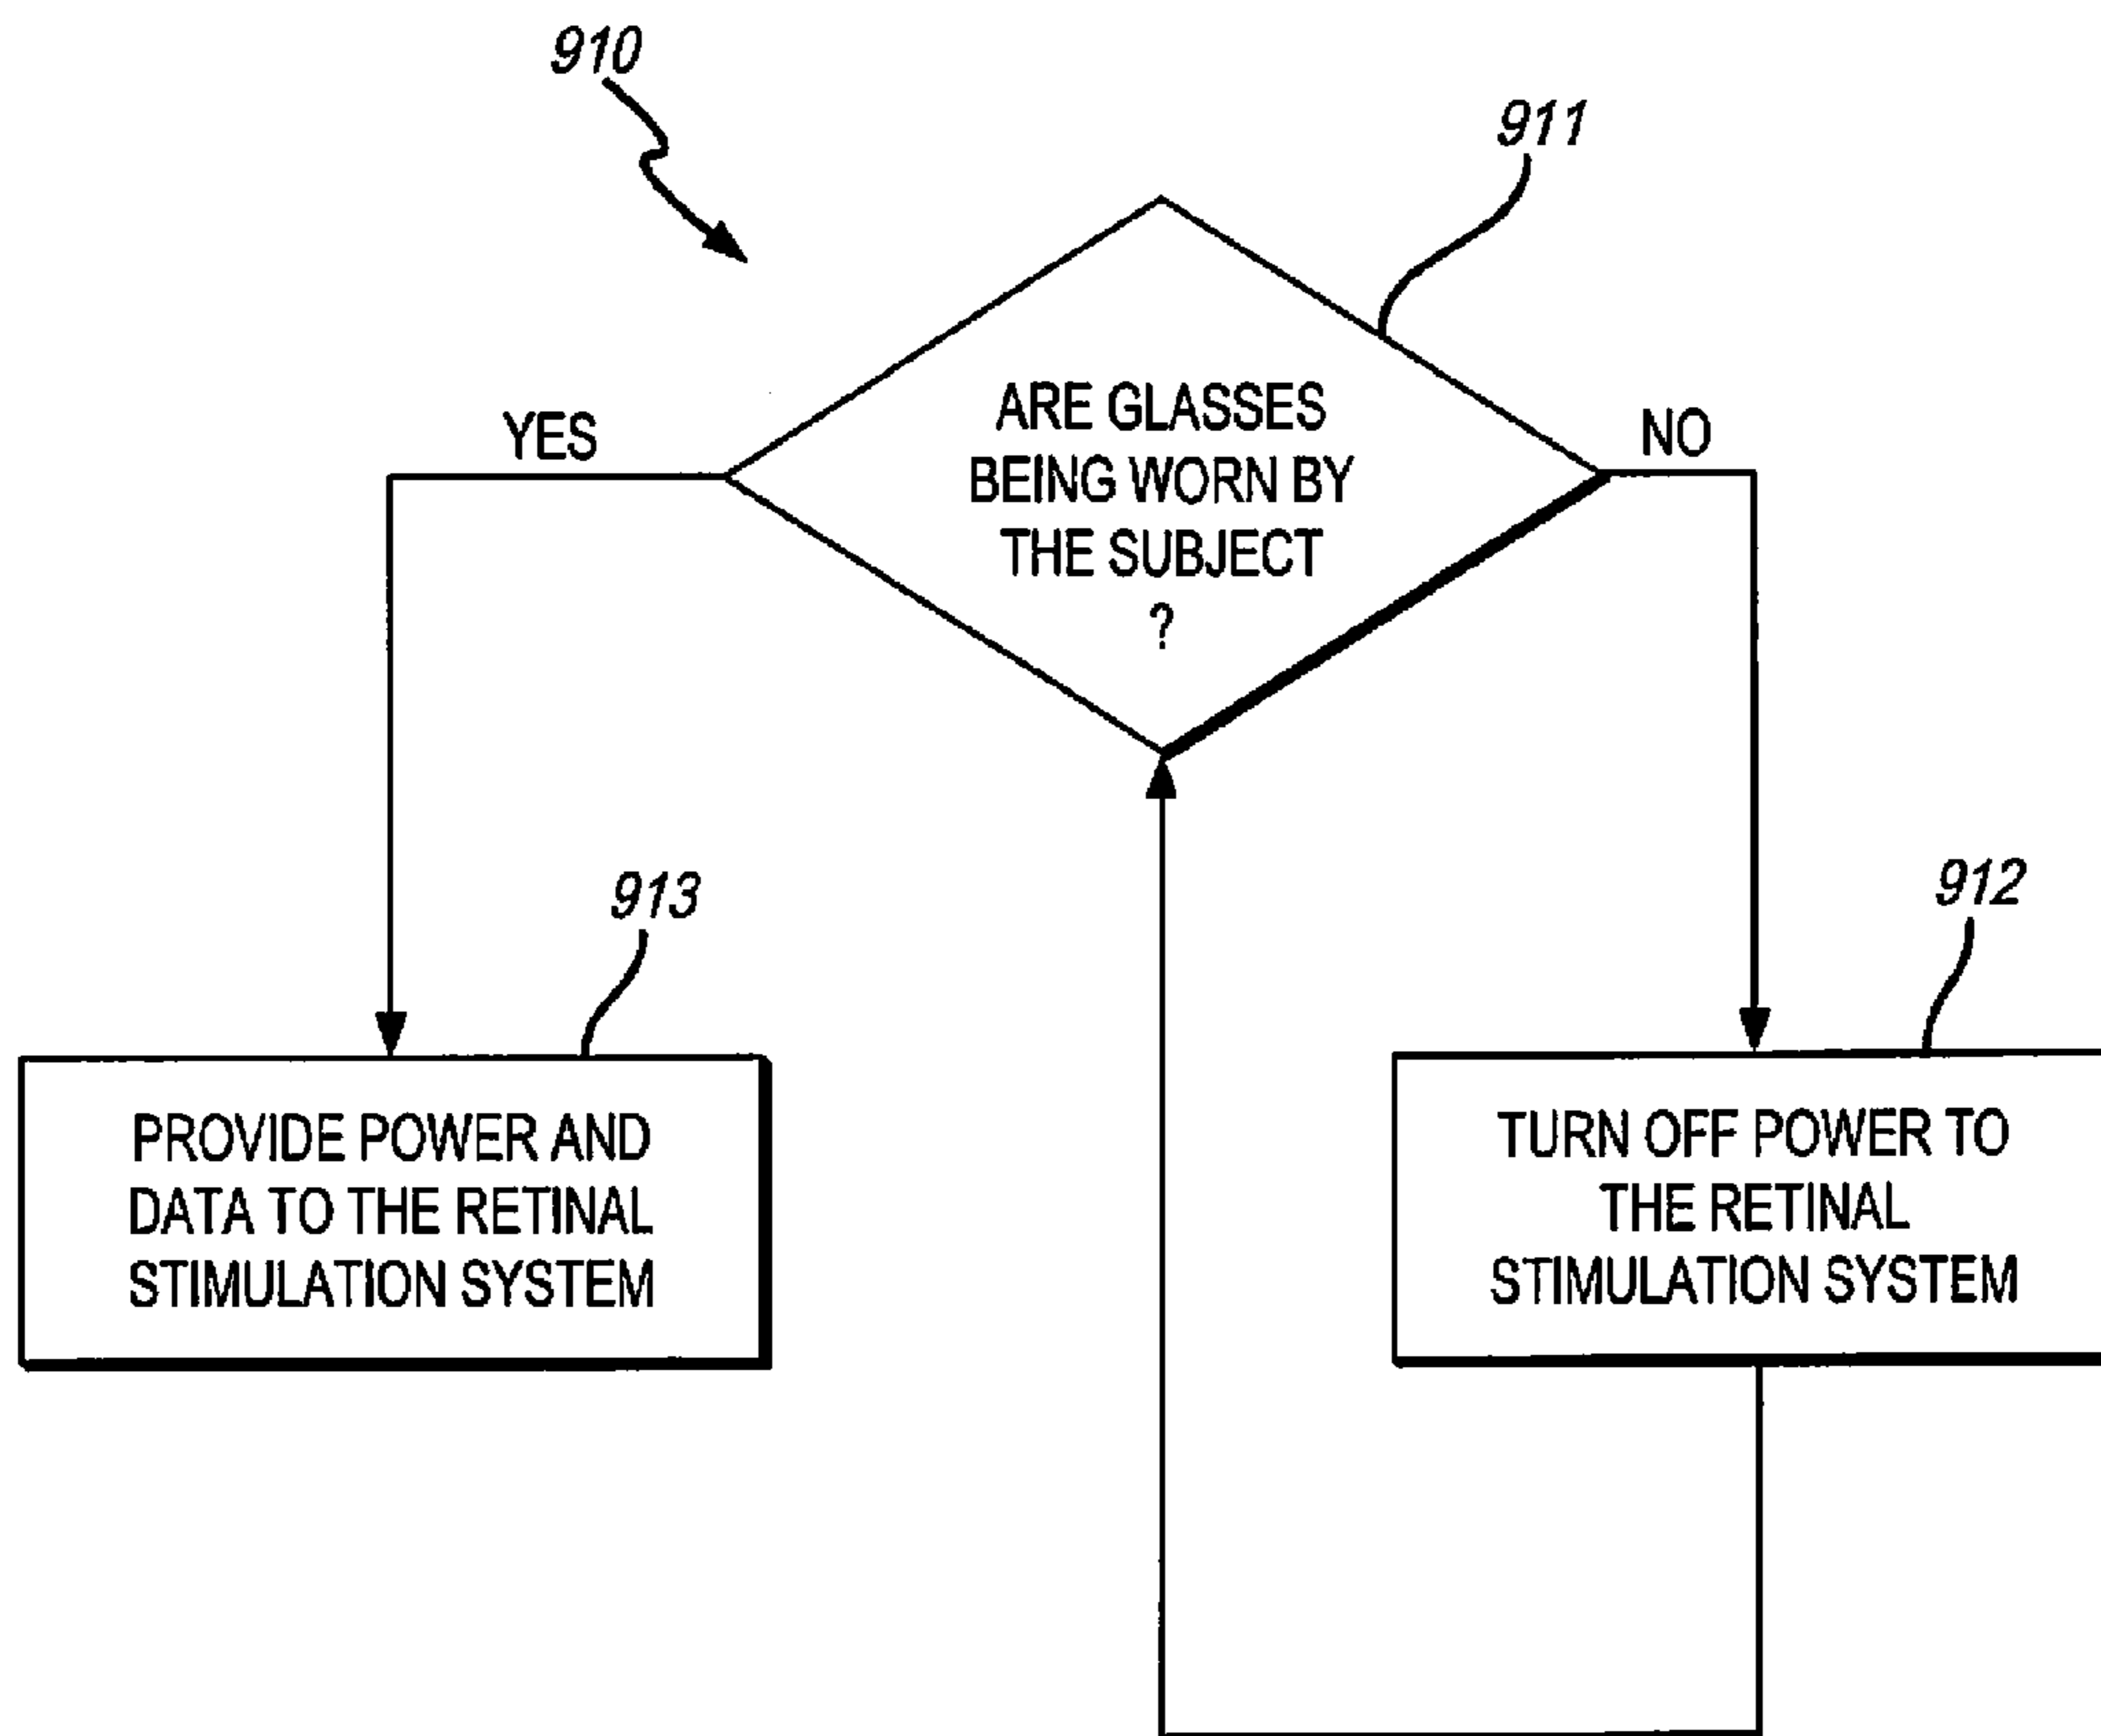 910
911
ARE GLASSES
BEING WORN BY
THE SUBJECT
?
YES
NO
913
912
PROVIDE POWER AND
DATA TO THE RETINAL
STIMULATION SYSTEM
TURN OFF POWER TO
THE RETINAL
STIMULATION SYSTEM